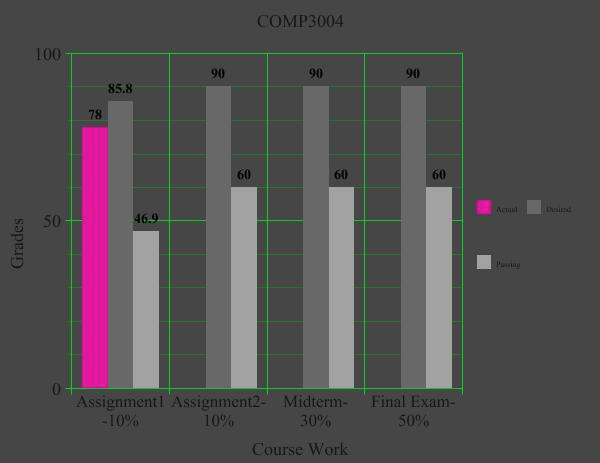 COMP3004
100
50
0
Grades
78
85.8
46.9
90
60
90
60
90
60
Assignment1
-10%
Assignment2-
10%
Midterm-
30%
Final Exam-
50%
Course Work
Actual
Desired
Passing